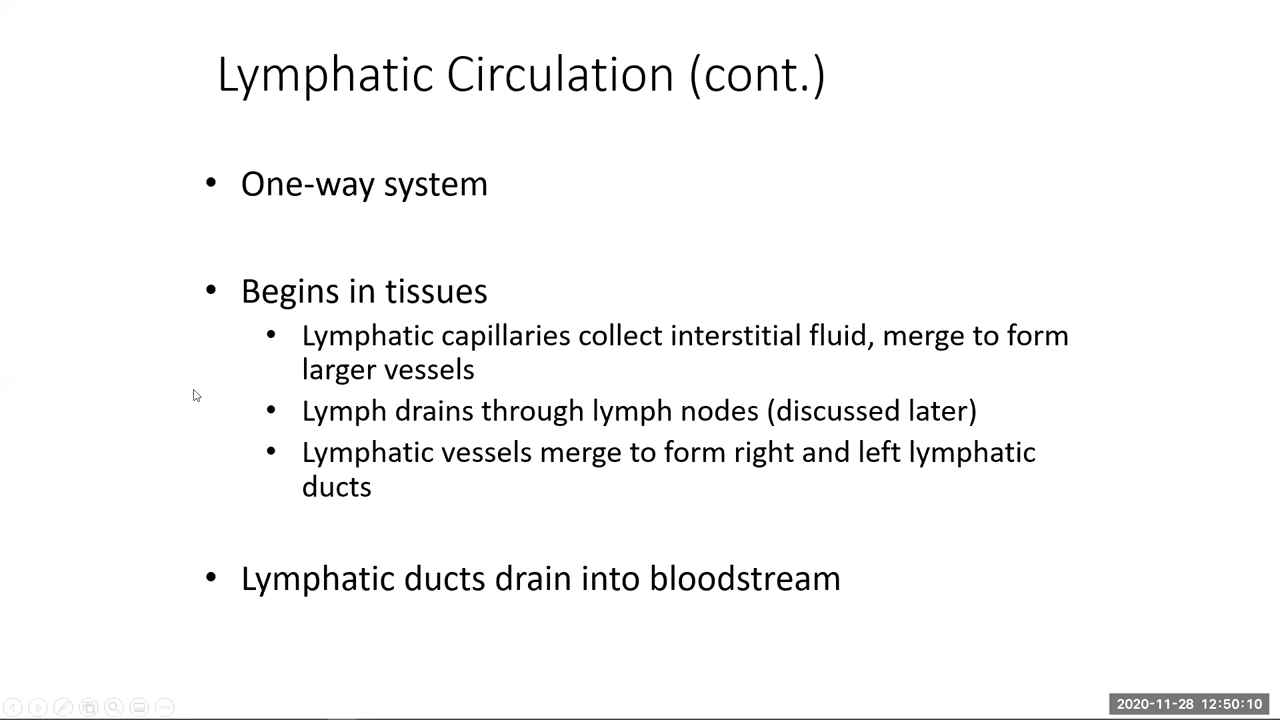 Lymphatic Circulation (cont.)
• One-way system
• Begins in tissues
• Lymphatic capillaries collect interstitial fluid, merge to form
larger vessels
• Lymph drains through lymph nodes (discussed later)
• Lymphatic vessels merge to form right and left lymphatic
ducts
• Lymphatic ducts drain into bloodstream
2020-11-28 12:50:10